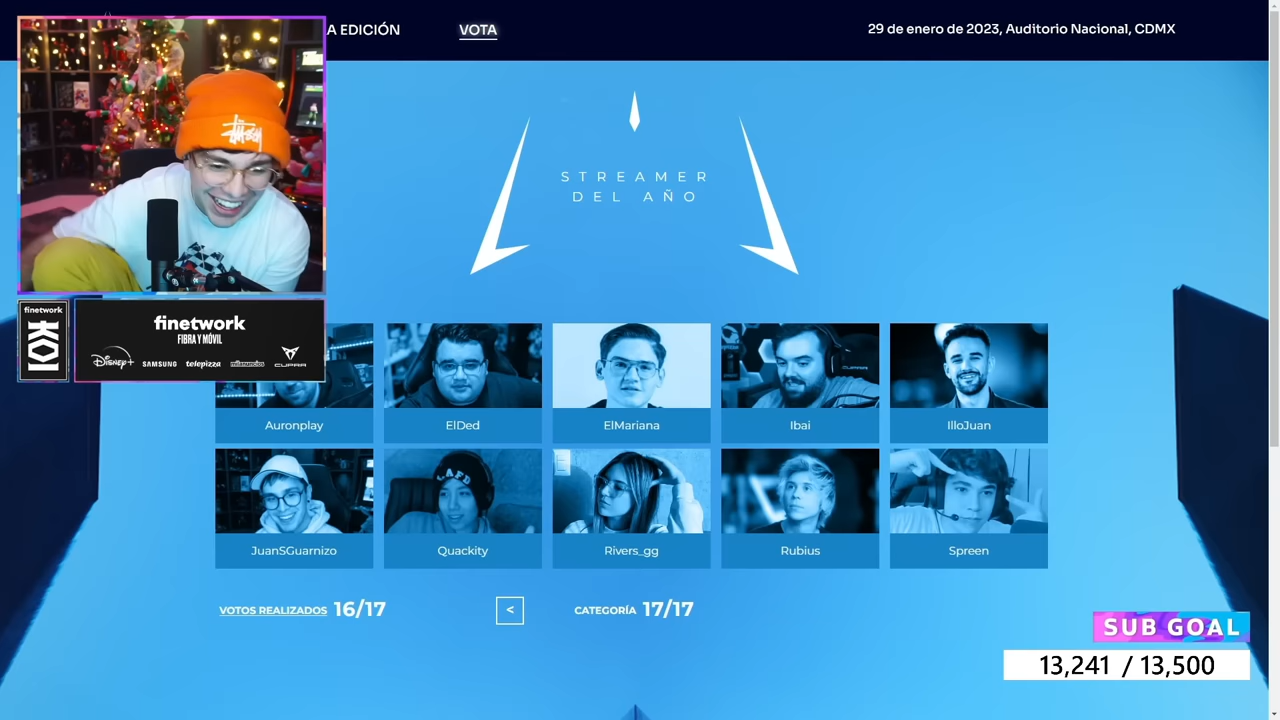 A EDICIÓN
VOTA
29 de enero de 2023, Auditorio Nacional, CDMX
STREAMER
DEL AÑO
finetwork
KOI
finetwork
FIBRA Y MÓVIL
Disney+
SAMSUNG
telepizza
milanuncios
CUPRA
Auronplay
ElDed
ElMariana
Ibai
IlloJuan
JuanSGuarnizo
Quackity
Rivers_gg
Rubius
Spreen
VOTOS REALIZADOS 16/17
<
CATEGORÍA 17/17
SUB GOAL
13,241 / 13,500